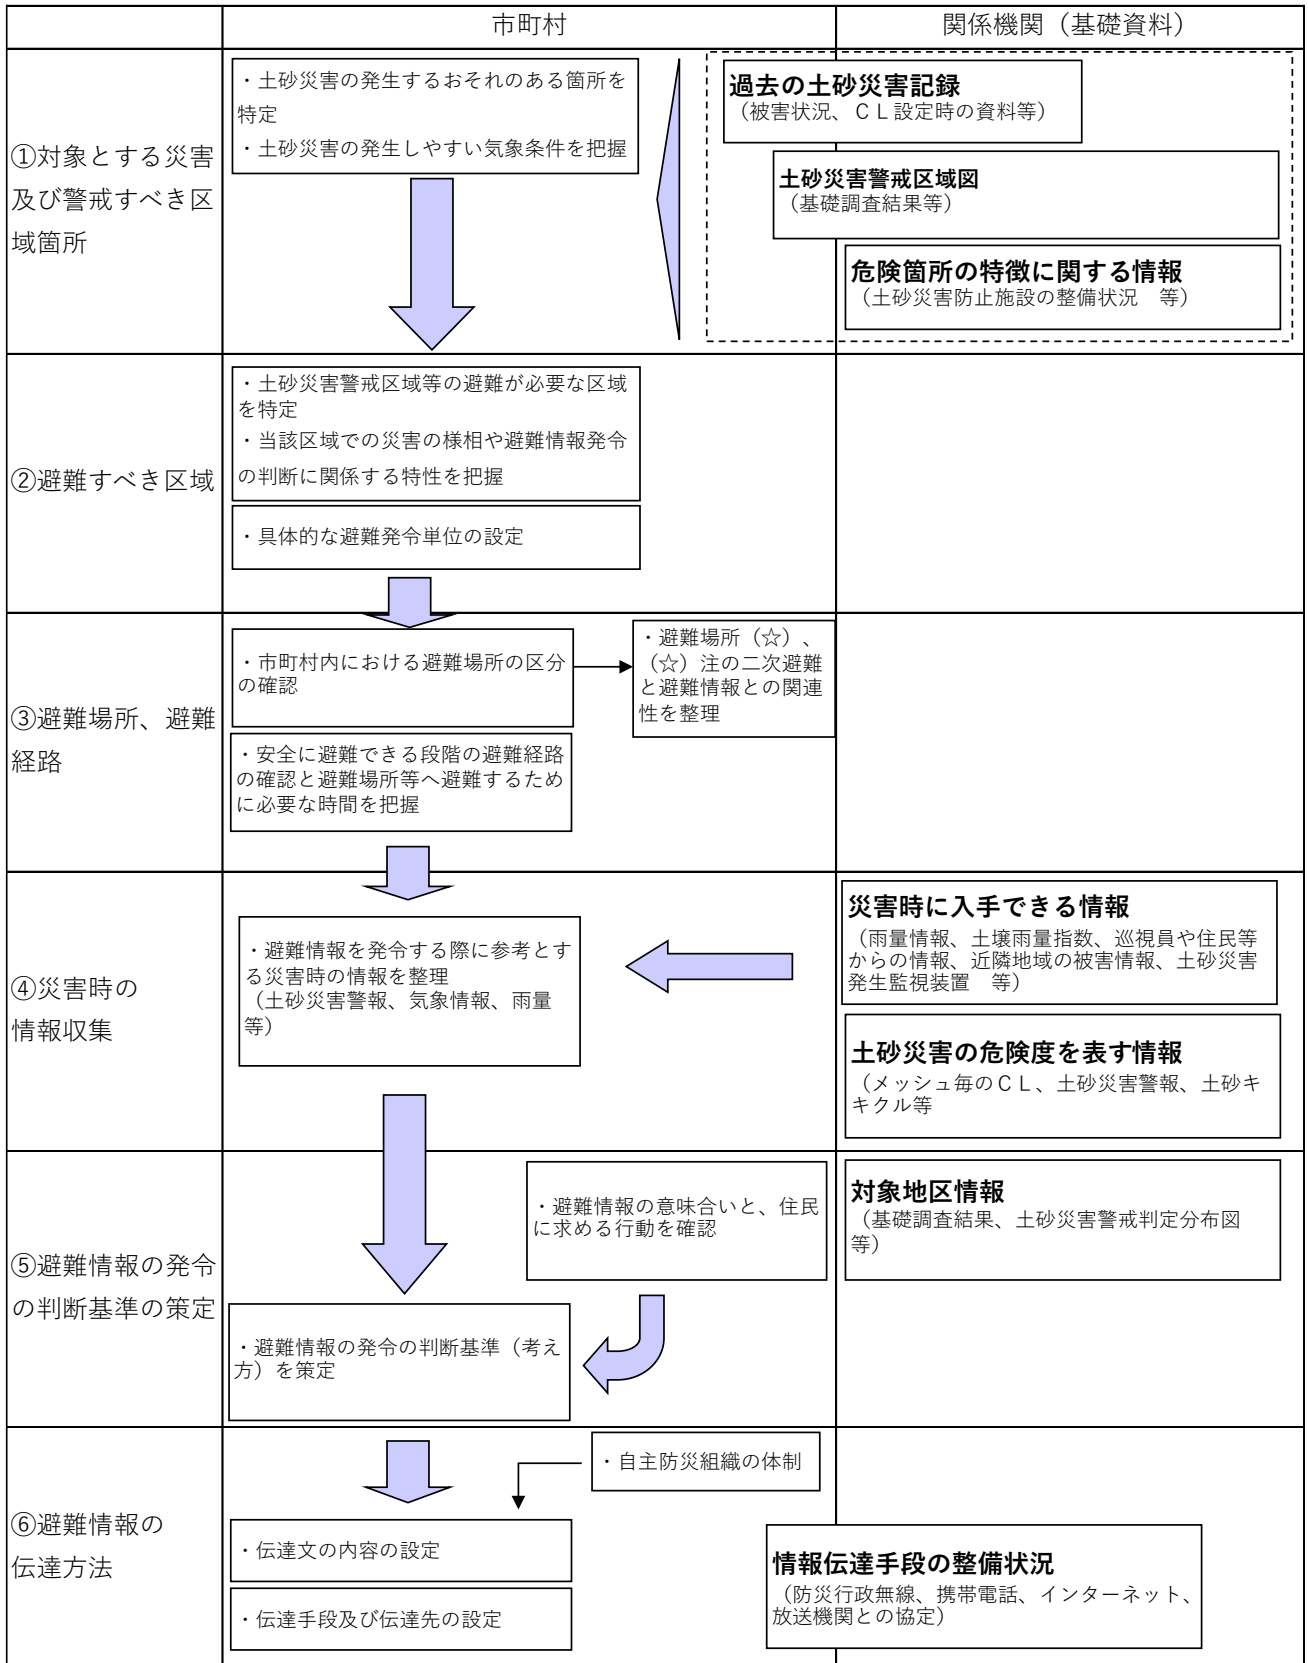 市町村
関係機関（基礎資料）
①対象とする災害
及び警戒すべき区
域箇所
・土砂災害の発生するおそれのある箇所を
特定
・土砂災害の発生しやすい気象条件を把握
過去の土砂災害記録
（被害状況、ＣＬ設定時の資料等）
土砂災害警戒区域図
（基礎調査結果等）
危険箇所の特徴に関する情報
（土砂災害防止施設の整備状況　等）
②避難すべき区域
・土砂災害警戒区域等の避難が必要な区域
を特定
・当該区域での災害の様相や避難情報発令
の判断に関係する特性を把握
・具体的な避難発令単位の設定
③避難場所、避難
経路
・市町村内における避難場所の区分
の確認
・避難場所（☆）、
（☆）注の二次避難
と避難情報との関連
性を整理
・安全に避難できる段階の避難経路
の確認と避難場所等へ避難するため
に必要な時間を把握
④災害時の
情報収集
・避難情報を発令する際に参考とす
る災害時の情報を整理
（土砂災害警報、気象情報、雨量
等）
災害時に入手できる情報
（雨量情報、土壌雨量指数、巡視員や住民等
からの情報、近隣地域の被害情報、土砂災害
発生監視装置　等）
土砂災害の危険度を表す情報
（メッシュ毎のＣＬ、土砂災害警報、土砂キ
キクル等
⑤避難情報の発令
の判断基準の策定
・避難情報の意味合いと、住民
に求める行動を確認
・避難情報の発令の判断基準（考え
方）を策定
対象地区情報
（基礎調査結果、土砂災害警戒判定分布図
等）
⑥避難情報の
伝達方法
・自主防災組織の体制
・伝達文の内容の設定
・伝達手段及び伝達先の設定
情報伝達手段の整備状況
（防災行政無線、携帯電話、インターネット、
放送機関との協定）